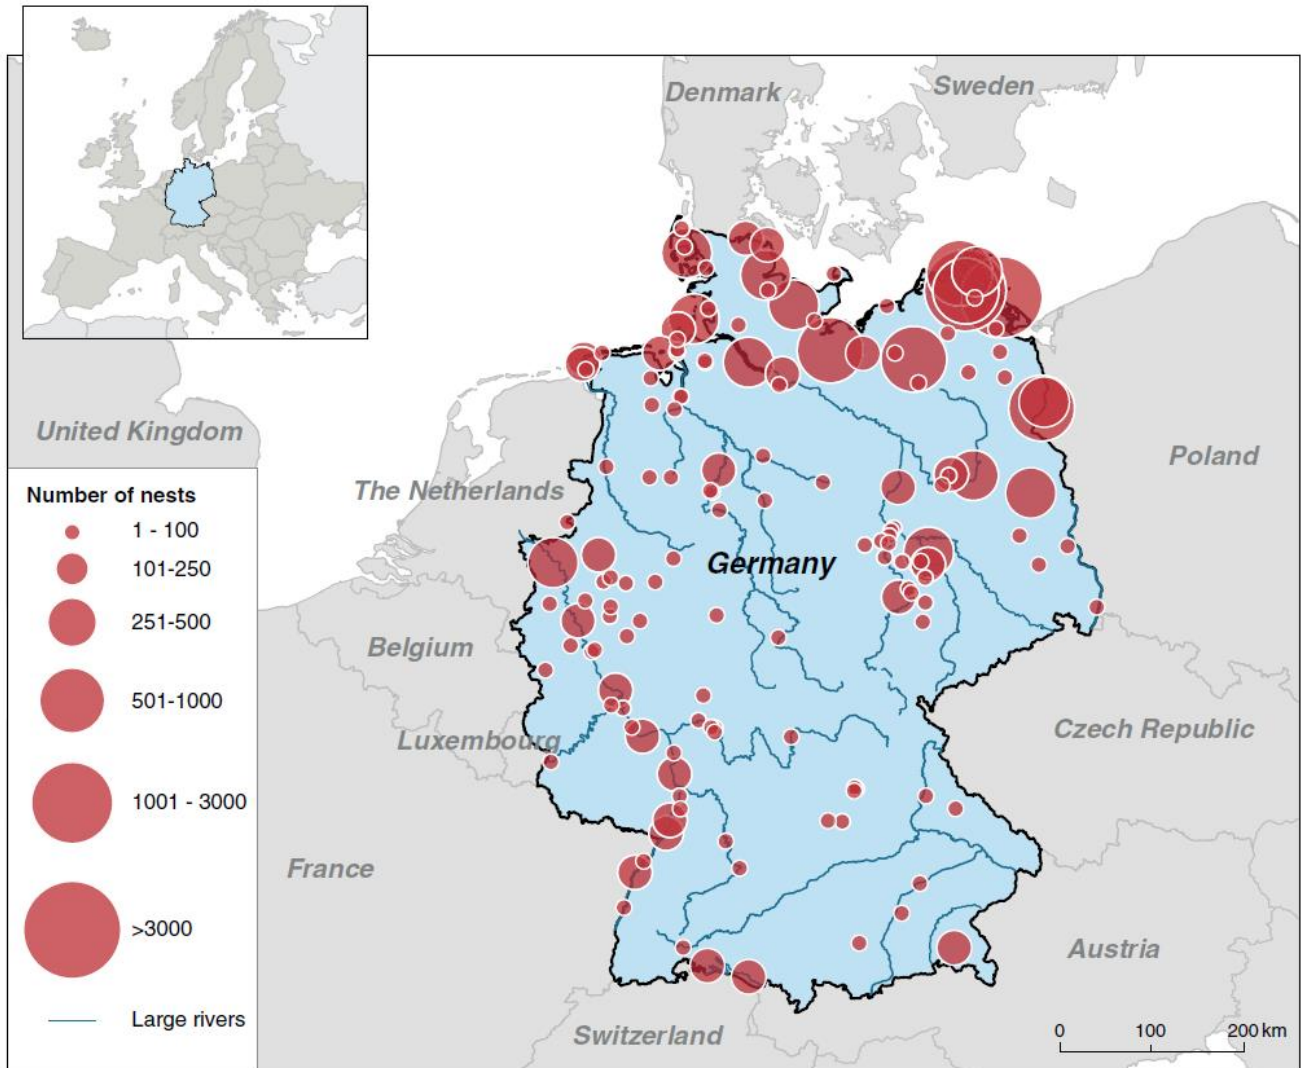 Denmark
Sweden
United Kingdom
The Netherlands
Poland
Number of nests
1 - 100
101-250
251-500
501-1000
1001 - 3000
>3000
Large rivers
Germany
Belgium
Luxembourg
Czech Republic
France
Austria
Switzerland
0 100 200 km